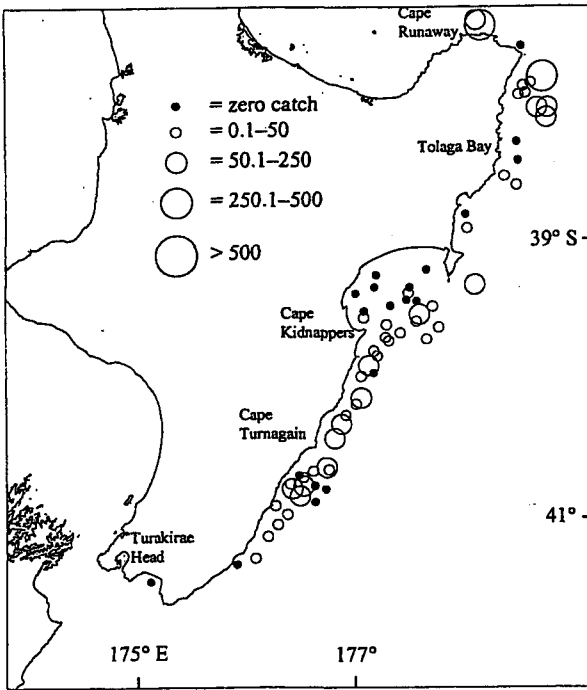 Cape
Runaway
= zero catch
= 0.1–50
= 50.1–250
= 250.1–500
> 500
Tolaga Bay
39° S
Cape
Kidnappers
Cape
Turnagain
41°
Turakirae
Head
175° E
177°